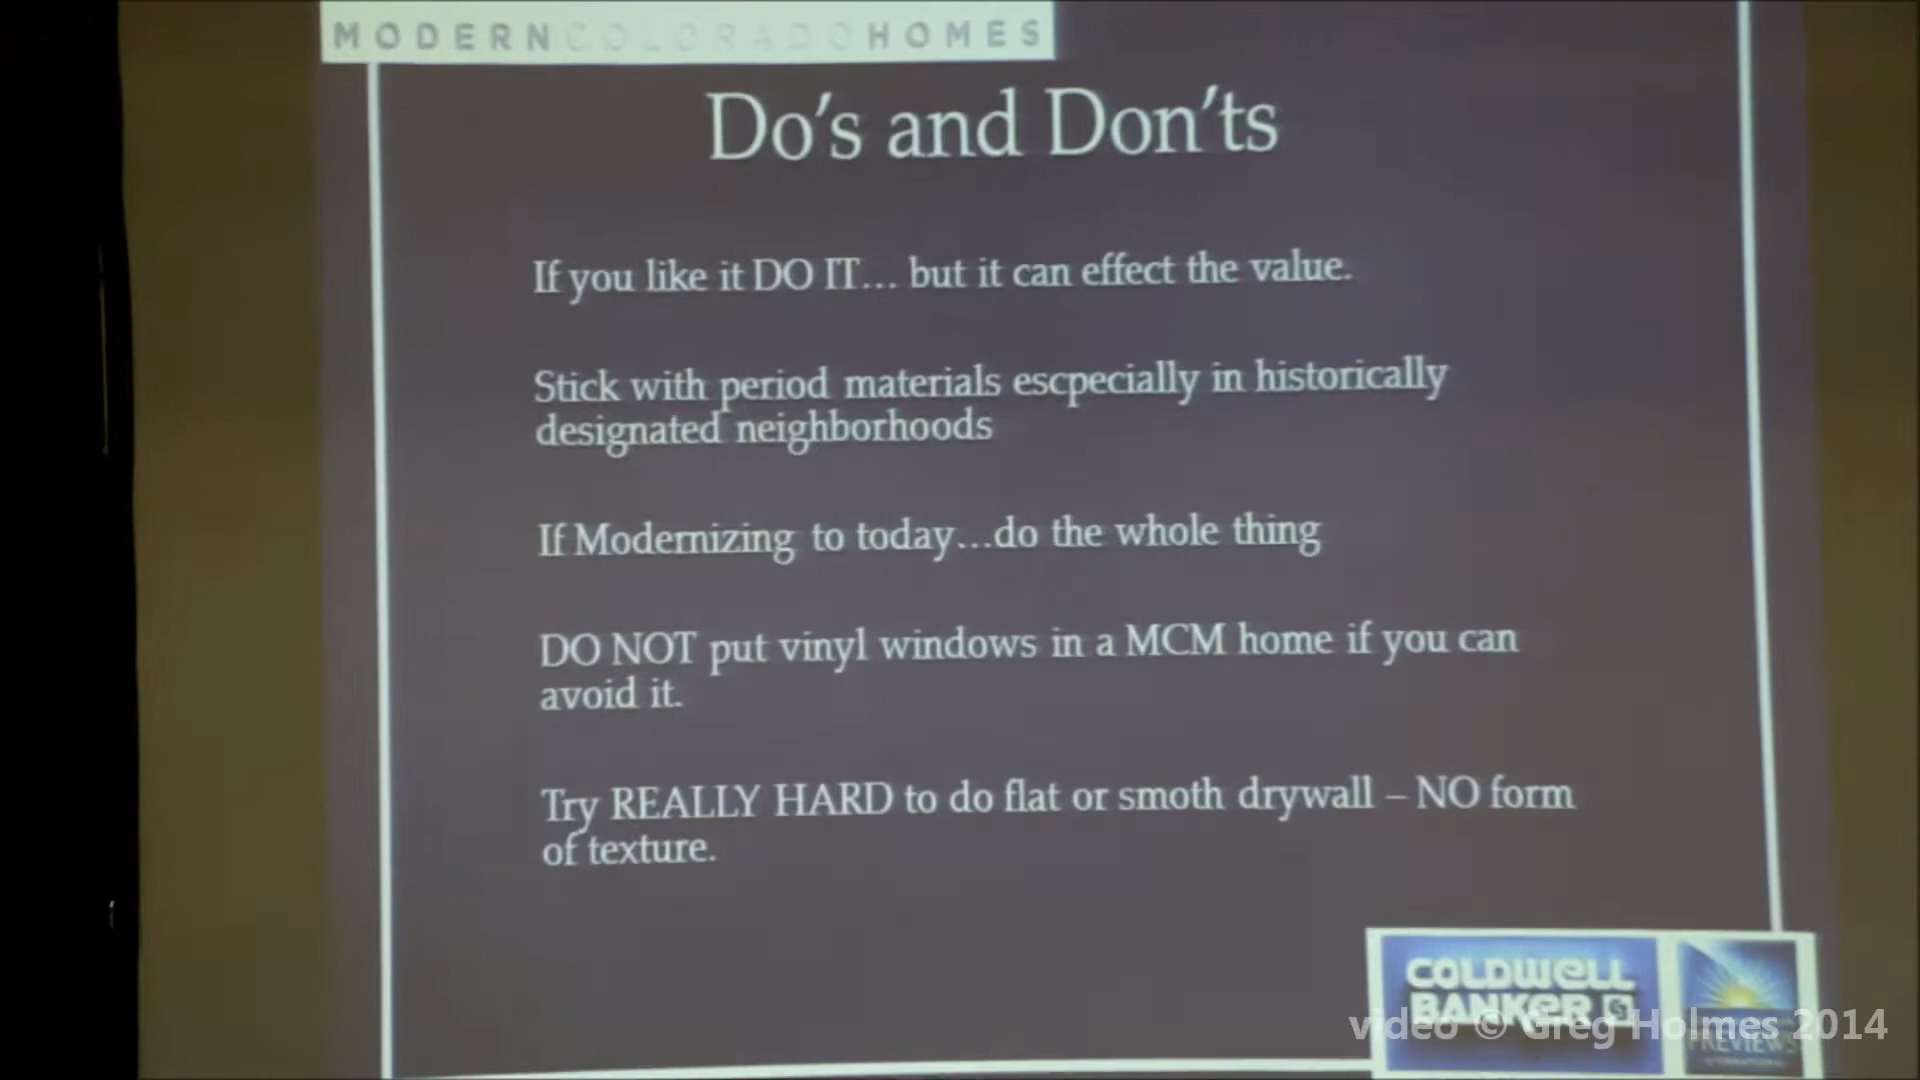 MODERNCOLORADOHOMES
Do's and Don'ts
If you like it DO IT... but it can effect the value.
Stick with period materials escpecially in historically
designated neighborhoods
If Modernizing to today...do the whole thing
DO NOT put vinyl windows in a MCM home if you can
avoid it.
Try REALLY HARD to do flat or smoth drywall – NO form
of texture.
COLDWELL
BANKER
PREVIEWS
video © Greg Holmes 2014